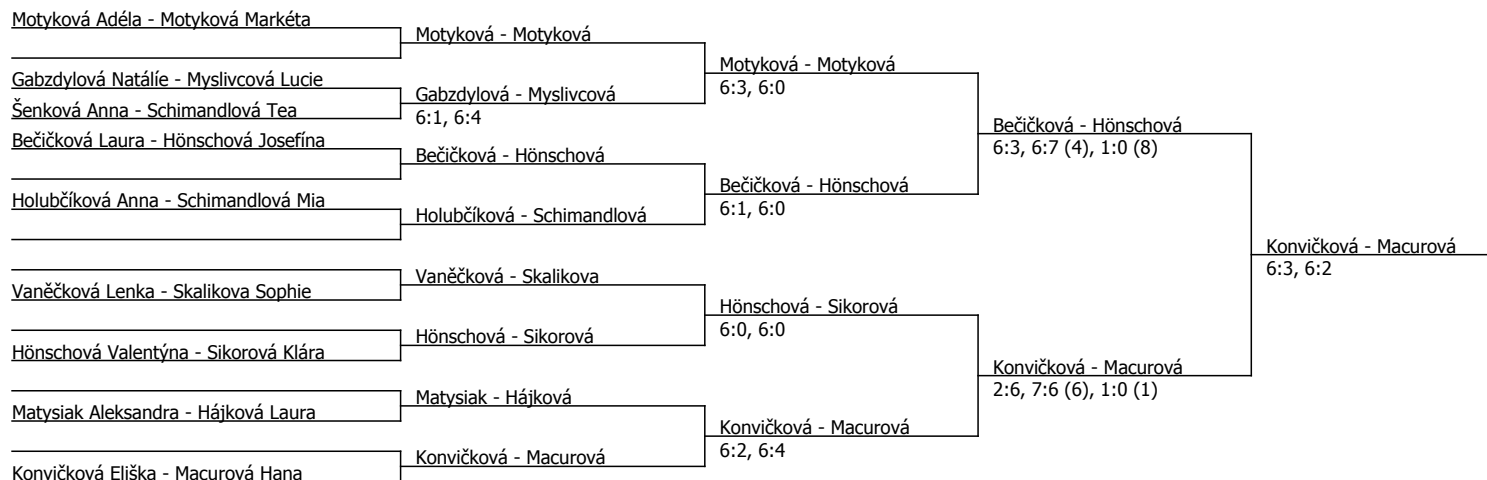 Motyková Adéla - Motyková Markéta
Gabzdylová Natálíe - Myslivcová Lucie
Šenková Anna - Schimandlová Tea
Bečičková Laura - Hönschová Josefína
Holubčíková Anna - Schimandlová Mia
Vaněčková Lenka - Skalikova Sophie
Hönschová Valentýna - Sikorová Klára
Matysiak Aleksandra - Hájková Laura
Konvičková Eliška - Macurová Hana
Motyková - Motyková
Gabzdylová - Myslivcová
6:1, 6:4
Bečičková - Hönschová
Holubčíková - Schimandlová
Vaněčková - Skalikova
Hönschová - Sikorová
Matysiak - Hájková
Konvičková - Macurová
Motyková - Motyková
6:3, 6:0
Bečičková - Hönschová
6:1, 6:0
Hönschová - Sikorová
6:0, 6:0
Konvičková - Macurová
6:2, 6:4
Bečičková - Hönschová
6:3, 6:7 (4), 1:0 (8)
Konvičková - Macurová
2:6, 7:6 (6), 1:0 (1)
Konvičková - Macurová
6:3, 6:2